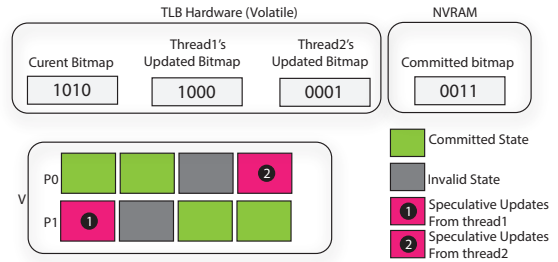 TLB Hardware (Volatile)
NVRAM
Curent Bitmap
Thread1's
Updated Bitmap
Thread2's
Updated Bitmap
Committed bitmap
1010
1000
0001
0011
V
P0
2
P1
1
Committed State
Invalid State
1 Speculative Updates
From thread1
2 Speculative Updates
From thread2